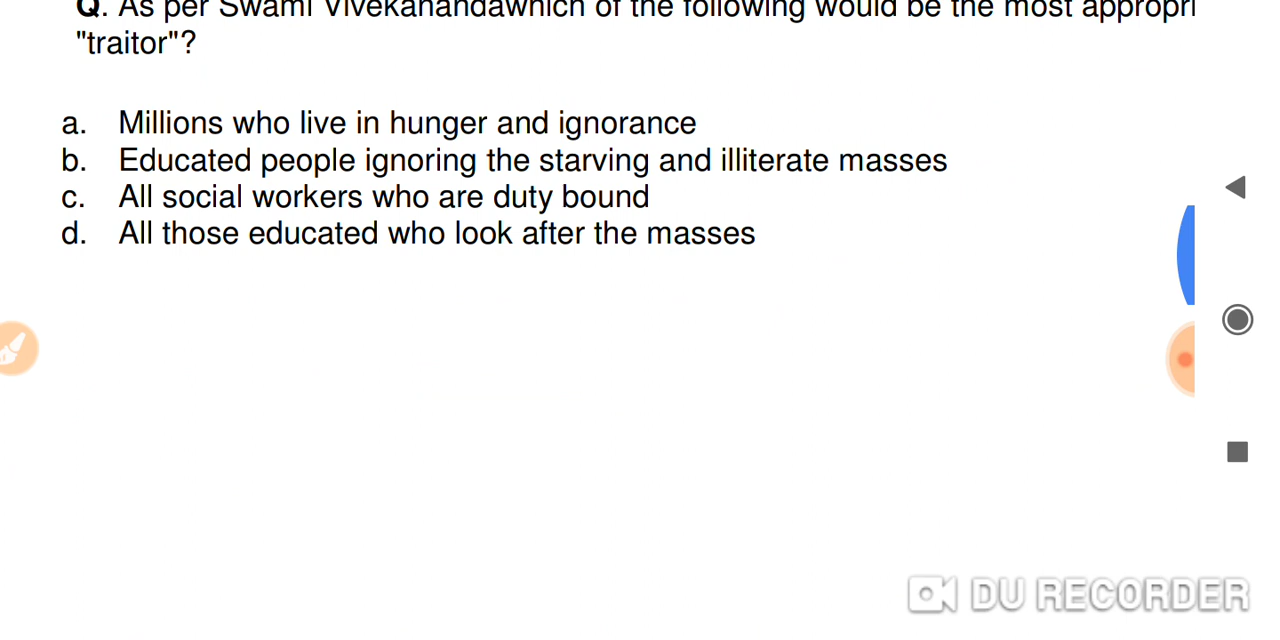 Q. As per Swami Vivekanandawhich of the following would be the most appropri
"traitor"?
a. Millions who live in hunger and ignorance
b. Educated people ignoring the starving and illiterate masses
c. All social workers who are duty bound
d. All those educated who look after the masses
DU RECORDER